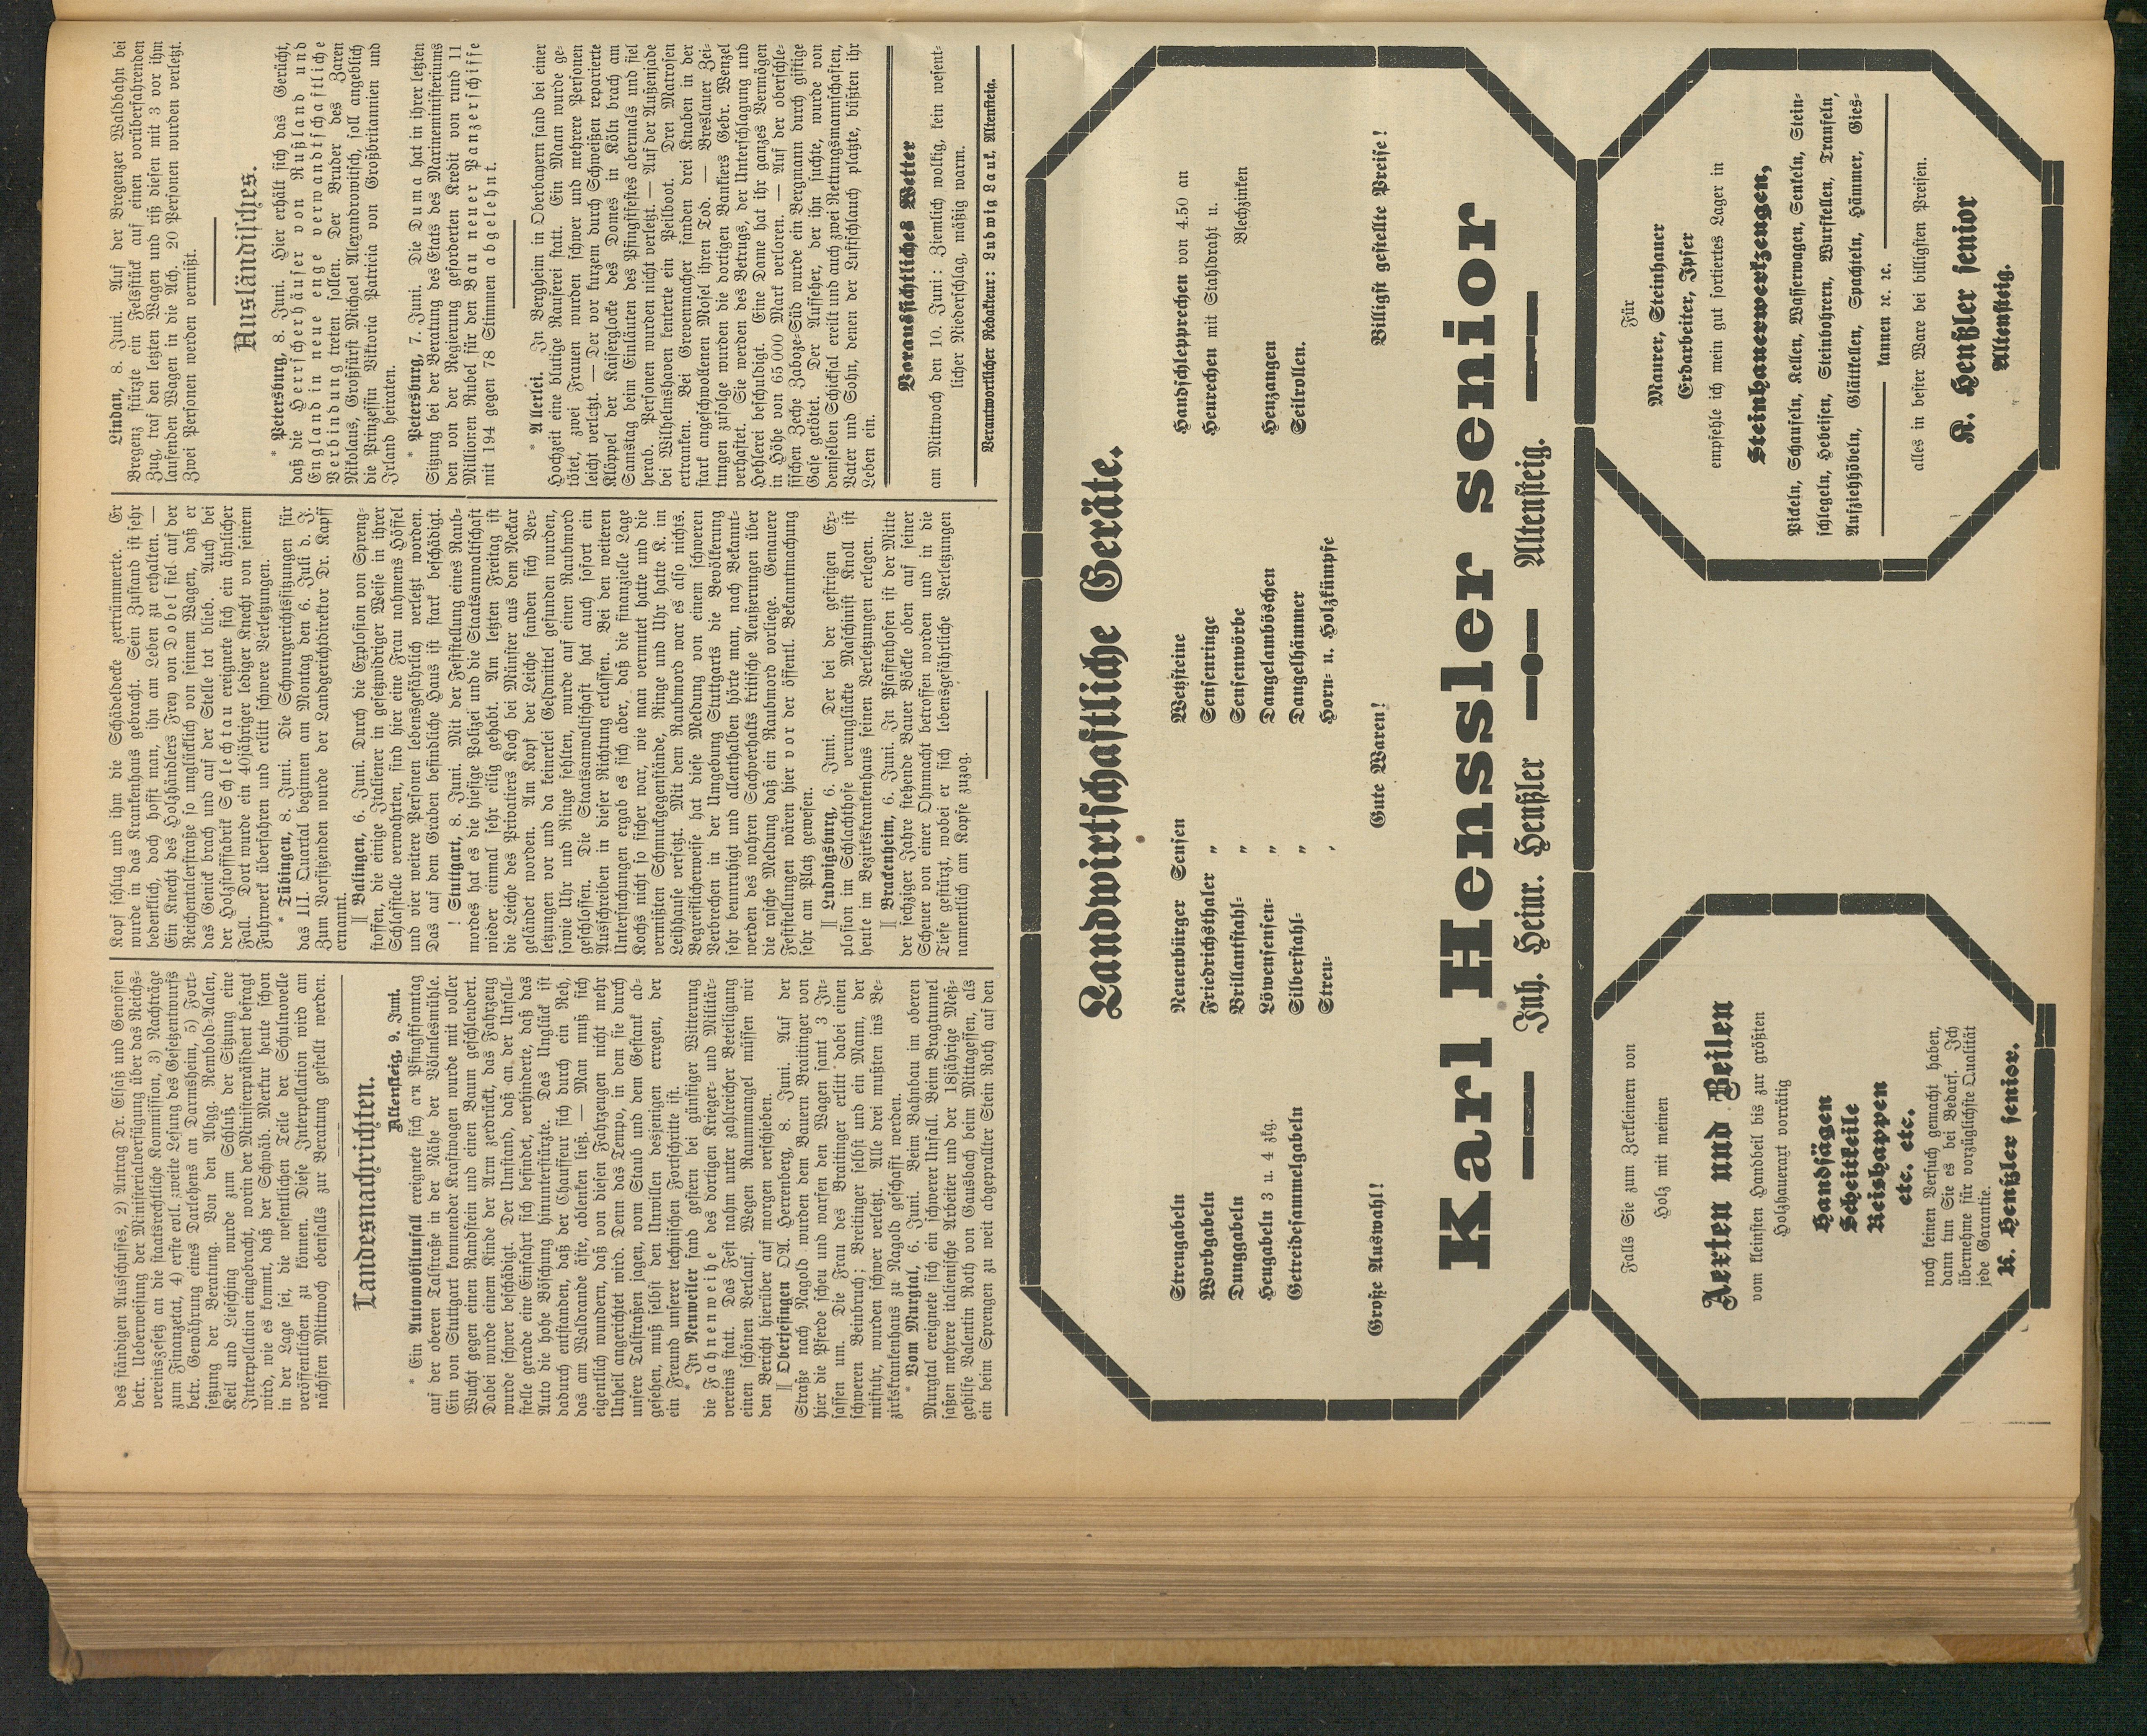 des ständigen Ausschusses, 2) Antrag Dr. Elsaß und Genossen
betr. Ueberweisung der Ministerialverfügung über das Reichs-
vereinsgesetz an die staatsrechtliche Kommission, 3) Nachträge
zum Finanzetat, 4) erste evtl. zweite Lesung des Gesetzentwurfs
betr. Gewährung eines Darlehens an Darmsheim, 5) Fort-
setzung der Beratung. Von den Abgg. Rembold-Aalen,
Keil und Liesching wurde zum Schluß der Sitzung eine
Interpellation eingebracht, worin der Ministerpräsident befragt
wird, wie es kommt, daß der Schwäb. Merkur heute schon
in der Lage sei, die wesentlichen Teile der Schulnovelle
veröffentlichen zu können. Diese Interpellation wird am
nächsten Mittwoch ebenfalls zur Beratung gestellt werden.
Landesnachrichten.
Altensteig, 9. Juni.
* Ein Automobilunfall ereignete sich am Pfingstsonntag
auf der oberen Talstraße in der Nähe der Völmlesmühle.
Ein von Stuttgart kommender Kraftwagen wurde mit voller
Wucht gegen einen Randstein und einen Baum geschleudert.
Dabei wurde einem Kinde der Arm zerdrückt, das Fahrzeug
wurde schwer beschädigt. Der Umstand, daß an der Unfall-
stelle gerade eine Einfahrt sich befindet, verhinderte, daß das
Auto die hohe Böschung hinunterstürzte. Das Unglück ist
dadurch entstanden, daß der Chauffeur sich durch ein Reh,
das am Waldrande äste, ablenken ließ. — Man muß sich
eigentlich wundern, daß von diesen Fahrzeugen nicht mehr
Unheil angerichtet wird. Denn das Tempo, in dem sie durch
unsere Talstraßen jagen, vom Staub und dem Gestank ab-
gesehen, muß selbst den Unwillen desjenigen erregen, der
ein Freund unserer technischen Fortschritte ist.
* In Neuweiler fand gestern bei günstiger Witterung
die Fahnenweihe des dortigen Krieger- und Militär-
vereins statt. Das Fest nahm unter zahlreicher Beteiligung
einen schönen Verlauf. Wegen Raummangel müssen wir
den Bericht hierüber auf morgen verschieben.
|| Oberjesingen OA. Herrenberg, 8. Juni. Auf der
Straße nach Nagold wurden dem Bauern Braitinger von
hier die Pferde scheu und warfen den Wagen samt 3 In-
sassen um. Die Frau des Braitinger erlitt dabei einen
schweren Beinbruch; Breitinger selbst und ein Mann, der
mitfuhr, wurden schwer verletzt. Alle drei mußten ins Be-
zirkskrankenhaus zu Nagold geschafft werden.
* Vom Murgtal, 6. Juni. Beim Bahnbau im oberen
Murgtal ereignete sich ein schwerer Unfall. Beim Bragtunnel
saßen mehrere italienische Arbeiter und der 18jährige Meß-
gehilfe Valentin Roth von Gausbach beim Mittagessen, als
ein beim Sprengen zu weit abgeprallter Stein Roth auf den
Kopf schlug und ihm die Schädeldecke zertrümmerte. Er
wurde in das Krankenhaus gebracht. Sein Zustand ist sehr
bedenklich, doch hofft man, ihn am Leben zu erhalten. —
Ein Knecht des Holzhändlers Frey von Dobel fiel auf der
Reichentalerstraße so unglücklich von seinem Wagen, daß er
das Genick brach und auf der Stelle tot blieb. Auch bei
der Holzstofffabrik Schlechtau ereignete sich ein ähnlicher
Fall. Dort wurde ein 40jähriger lediger Knecht von seinem
Fuhrwerk überfahren und erlitt schwere Verletzungen.
* Tübingen, 8. Juni. Die Schwurgerichtssitzungen für
das III. Quartal beginnen am Montag den 6. Juli d. J.
Zum Vorsitzenden wurde der Landgerichtdirektor Dr. Kapff
ernannt.
|| Balingen, 6. Juni. Durch die Explosion von Spreng-
stoffen, die einige Italiener in gesetzwidriger Weise in ihrer
Schlafstelle verwahrten, sind hier eine Frau nahmens Höffel
und vier weitere Personen lebensgefährlich verletzt worden.
Das auf dem Graben befindliche Haus ist stark beschädigt.
! Stuttgart, 8. Juni. Mit der Feststellung eines Raub-
mordes hat es die hiesige Polizei und die Staatsanwaltschaft
wieder einmal sehr eilig gehabt. Am letzten Freitag ist
die Leiche des Privatiers Koch bei Münster aus dem Neckar
geländet worden. Am Kopf der Leiche fanden sich Ver-
letzungen vor und da keinerlei Geldmittel gefunden wurden,
sowie Uhr und Ringe fehlten, wurde auf einen Raubmord
geschlossen. Die Staatsanwaltschaft hat auch sofort ein
Ausschreiben in dieser Richtung erlassen. Bei den weiteren
Untersuchungen ergab es sich aber, daß die finanzielle Lage
Kochs nicht so sicher war, wie man vermutet hatte und die
vermißten Schmuckgegenstände, Ringe und Uhr hatte K. im
Leihhause versetzt. Mit dem Raubmord war es also nichts.
Begreiflicherweise hat diese Meldung von einem schweren
Verbrechen in der Umgebung Stuttgarts die Bevölkerung
sehr beunruhigt und allenthalben hörte man, nach Bekannt-
werden des wahren Sachverhalts kritische Aeußerungen über
die rasche Meldung daß ein Raubmord vorliege. Genauere
Feststellungen wären hier vor der öffentl. Bekanntmachung
sehr am Platz gewesen.
|| Ludwigsburg, 6. Juni. Der bei der gestrigen Ex-
plosion im Schlachthofe verunglückte Maschinist Knoll ist
heute im Bezirkskrankenhaus seinen Verletzungen erlegen.
|| Brackenheim, 6. Juni. In Pfaffenhofen ist der Mitte
der sechziger Jahre stehende Bauer Böckle oben auf seiner
Scheuer von einer Ohnmacht betroffen worden und in die
Tiefe gestürzt, wobei er sich lebensgefährliche Verletzungen
namentlich am Kopfe zuzog.
Lindau, 8. Juni. Auf der Bregenzer Waldbahn bei
Bregenz stürzte ein Felsstück auf einen vorüberfahrenden
Zug, traf den letzten Wagen und riß diesen mit 3 vor ihm
laufenden Wagen in die Ach. 20 Personen wurden verletzt.
Zwei Personen werden vermißt.
Ausländisches.
* Petersburg, 8. Juni. Hier erhält sich das Gerücht,
daß die Herrscherhäuser von Rußland und
England in neue enge verwandtschaftliche
Verbindung treten sollen. Der Bruder des Zaren
Nikolaus, Großfürst Michael Alexandrowitsch, soll angeblich
die Prinzessin Viktoria Patricia von Großbritannien und
Irland heiraten.
* Petersburg, 7. Juni. Die Duma hat in ihrer letzten
Sitzung bei der Beratung des Etats des Marineministeriums
den von der Regierung geforderten Kredit von rund 11
Millionen Rubel für den Bau neuer Panzerschiffe
mit 194 gegen 78 Stimmen abgelehnt.
* Allerlei. In Bergheim in Oberbayern fand bei einer
Hochzeit eine blutige Rauferei statt. Ein Mann wurde ge-
tötet, zwei Frauen wurden schwer und mehrere Personen
leicht verletzt. — Der vor kurzem durch Schweißen reparierte
Klöppel der Kaiserglocke des Domes in Köln brach am
Samstag beim Einläuten des Pfingstfestes abermals und fiel
herab. Personen wurden nicht verletzt. — Auf der Außenjade
bei Wilhelmshaven kenterte ein Peilboot. Drei Matrosen
ertranken. Bei Grevenmacher fanden drei Knaben in der
stark angeschwollenen Mosel ihren Tod. — Breslauer Zei-
tungen zufolge wurden die dortigen Bankiers Gebr. Wenzel
verhaftet. Sie werden des Betrugs, der Unterschlagung und
Hehlerei beschuldigt. Eine Dame hat ihr ganzes Vermögen
in Höhe von 65 000 Mark verloren. — Auf der oberschle-
sischen Zeche Zaboze-Süd wurde ein Bergmann durch giftige
Gase getötet. Der Aufseher, der ihn suchte, wurde von
demselben Schicksal ereilt und auch zwei Rettungsmannschaften,
Vater und Sohn, denen der Luftschlauch platzte, büßten ihr
Leben ein.
Voraussichtliches Wetter
am Mittwoch den 10. Juni: Ziemlich wolkig, kein wesent-
licher Niederschlag, mäßig warm.
Verantwortlicher Redakteur: Ludwig Lauk, Altensteig.
Landwirtschaftliche Geräte.
Streugabeln
Worbgabeln
Dunggabeln
Heugabeln 3 u. 4 zkg.
Getreidesammelgabeln
Neuenbürger Sensen
Friedrichsthaler „
Brillantstahl- „
Löwensensen- „
Silberstahl- „
Streu- ,
Wetzsteine
Sensenringe
Sensenwörbe
Dangelamböschen
Dangelhämmer
Horn- u. Holzkümpfe
Handschlepprechen von 4.50 an
Heurechen mit Stahldraht u.
Blechzinken
Heuzangen
Seilrollen.
Große Auswahl! Gute Waren! Billigst gestellte Preise!
Karl Henssler senior
Inh. Heinr. Henßler Altensteig.
Falls Sie zum Zerkleinern von
Holz mit meinen
Aexten und Beilen
vom kleinsten Handbeil bis zur größten
Holzhaueraxt vorrätig
Handsägen
Scheitkeile
Reishappen
etc. etc.
noch keinen Versuch gemacht haben,
dann tun Sie es bei Bedarf. Ich
übernehme für vorzüglichste Qualität
jede Garantie.
K. Henßler senior.
Für
Maurer, Steinhauer
Erdarbeiter, Ipser
empfehle ich mein gut sortiertes Lager in
Steinhauerwerkzeugen,
Pickeln, Schaufeln, Kellen, Wasserwagen, Senkeln, Stein-
schlegeln, Hebeisen, Steinbohrern, Wurfstellen, Traufeln,
Aufziehhöbeln, Glättkellen, Spachteln, Hämmer, Gies-
kannen ꝛc. ꝛc.
alles in bester Ware bei billigsten Preisen.
K. Henßler senior
Altensteig.